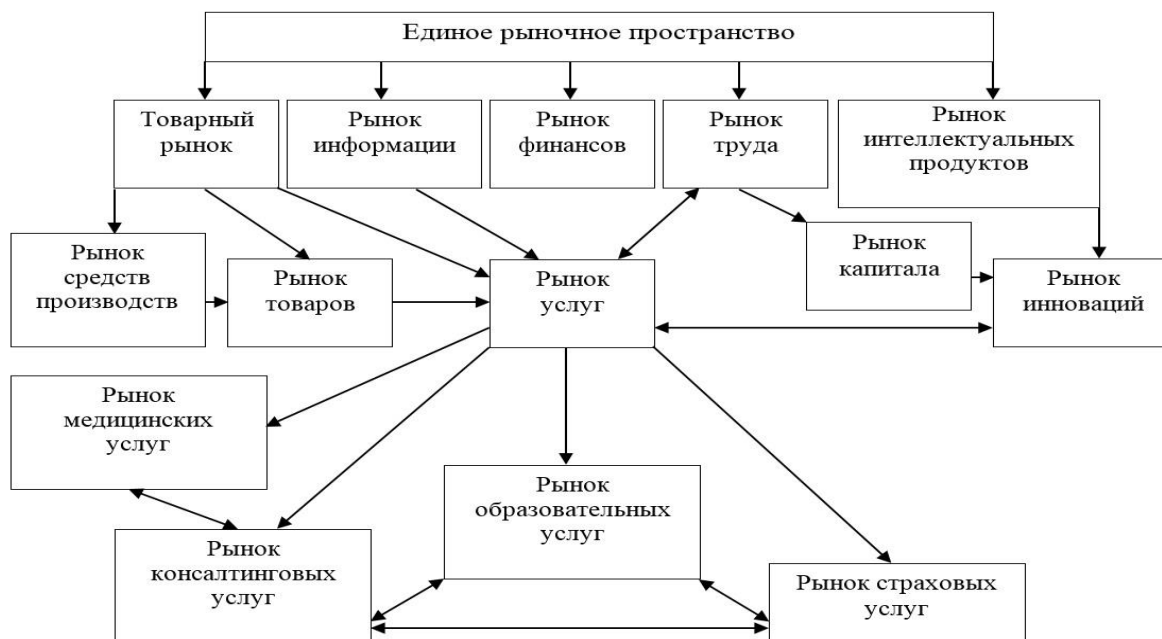 Единое рыночное пространство
Товарный
рынок
Рынок
информации
Рынок
финансов
Рынок
труда
Рынок
интеллектуальных
продуктов
Рынок
средств
производств
Рынок
товаров
Рынок
услуг
Рынок
капитала
Рынок
инноваций
Рынок
медицинских
услуг
Рынок
образовательных
услуг
Рынок
консалтинговых
услуг
Рынок страховых
услуг